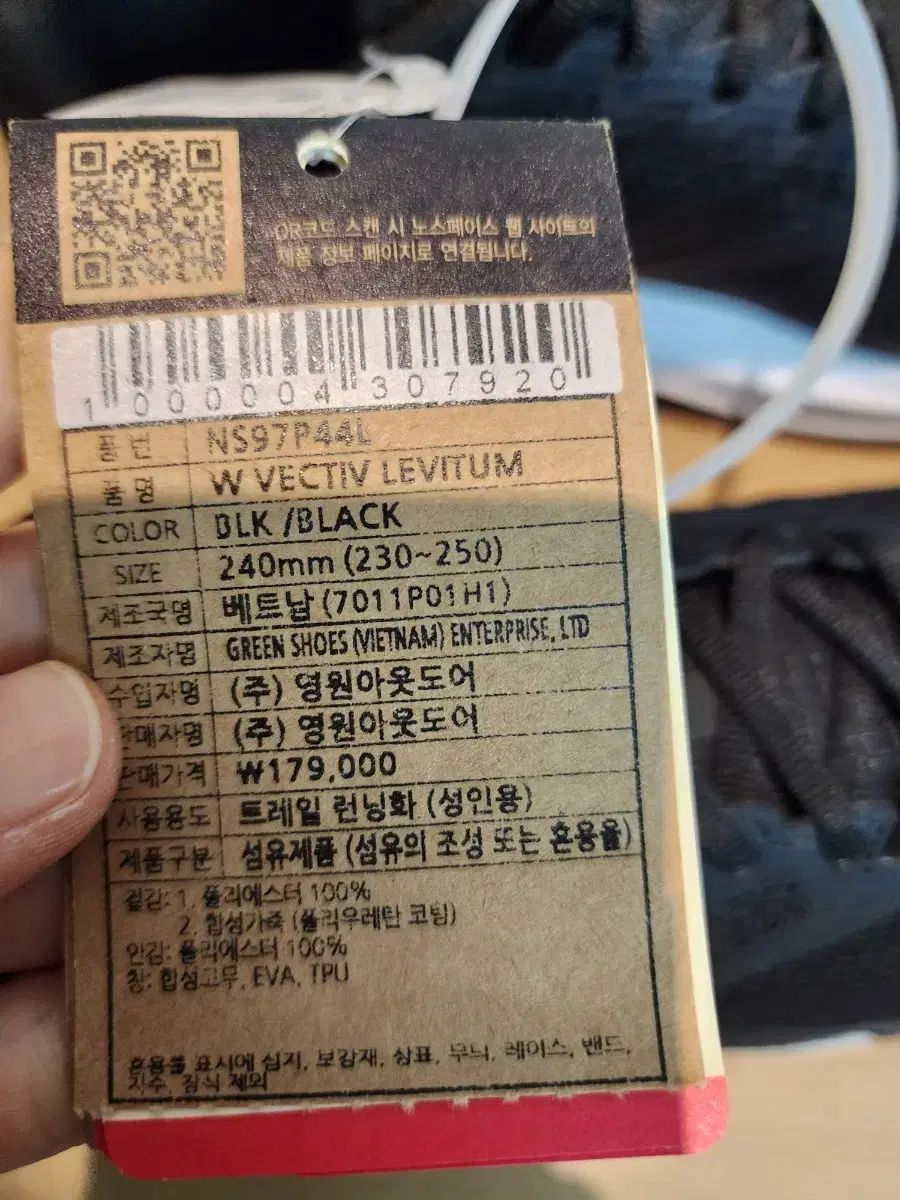 QR코드 스캔 시 노스페이스 웹 사이트의
제품 정보 페이지로 연결됩니다.
1 000004 307920
품번 NS97P44L
품명 W VECTIV LEVITUM
COLOR BLK /BLACK
SIZE 240mm (230~250)
제조국명 베트남 (7011P01H1)
제조자명 GREEN SHOES (VIETNAM) ENTERPRISE, LTD
수입자명 (주) 영원아웃도어
판매자명 (주) 영원아웃도어
판매가격 ₩179,000
사용용도 트레일 런닝화 (성인용)
제품구분 섬유제품 (섬유의 조성 또는 혼용율)
겉감: 1. 폴리에스터 100%
2. 합성가죽 (폴리우레탄 코팅)
안감: 폴리에스터 100%
창: 합성고무, EVA, TPU
혼용률 표시에 심지, 보강재, 상표, 무늬, 레이스, 밴드,
자수, 장식 제외